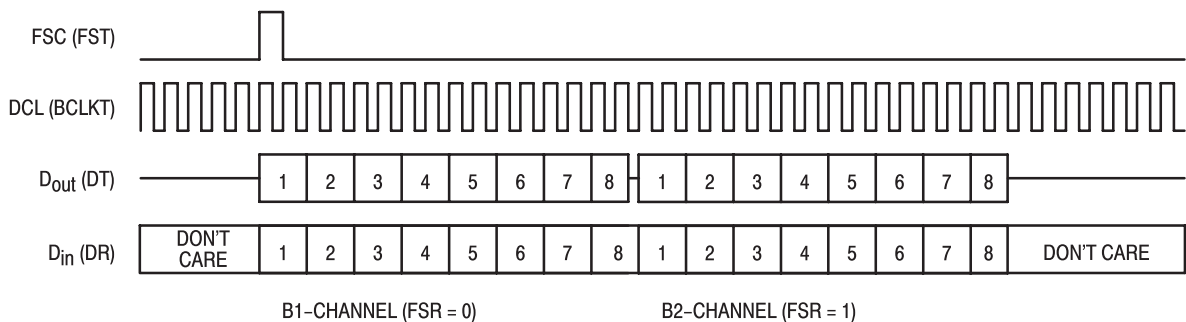 FSC (FST)
DCL (BCLKT)
Dout (DT)
1 2 3 4 5 6 7 8 1 2 3 4 5 6 7 8
Din (DR)
DON'T
CARE
1 2 3 4 5 6 7 8 1 2 3 4 5 6 7 8
DON'T CARE
B1–CHANNEL (FSR = 0)
B2–CHANNEL (FSR = 1)